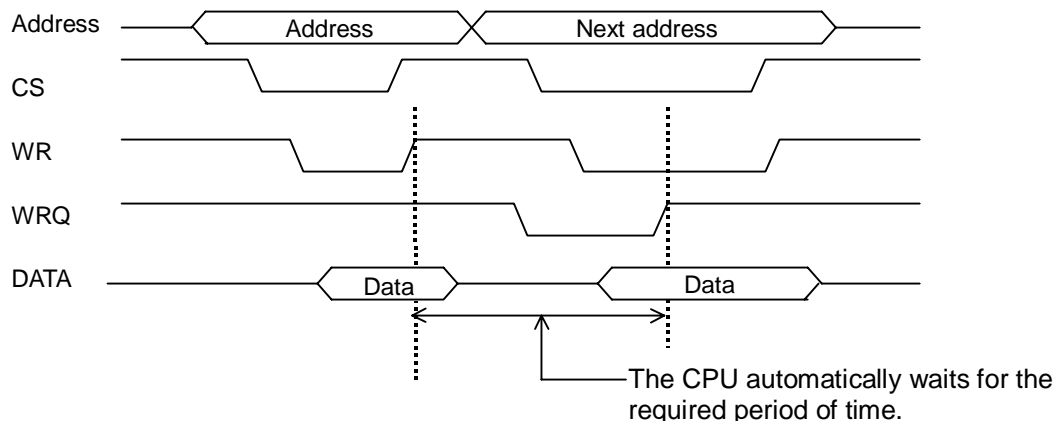 Address
Address
Next address
CS
WR
WRQ
DATA
Data
Data
The CPU automatically waits for the
required period of time.